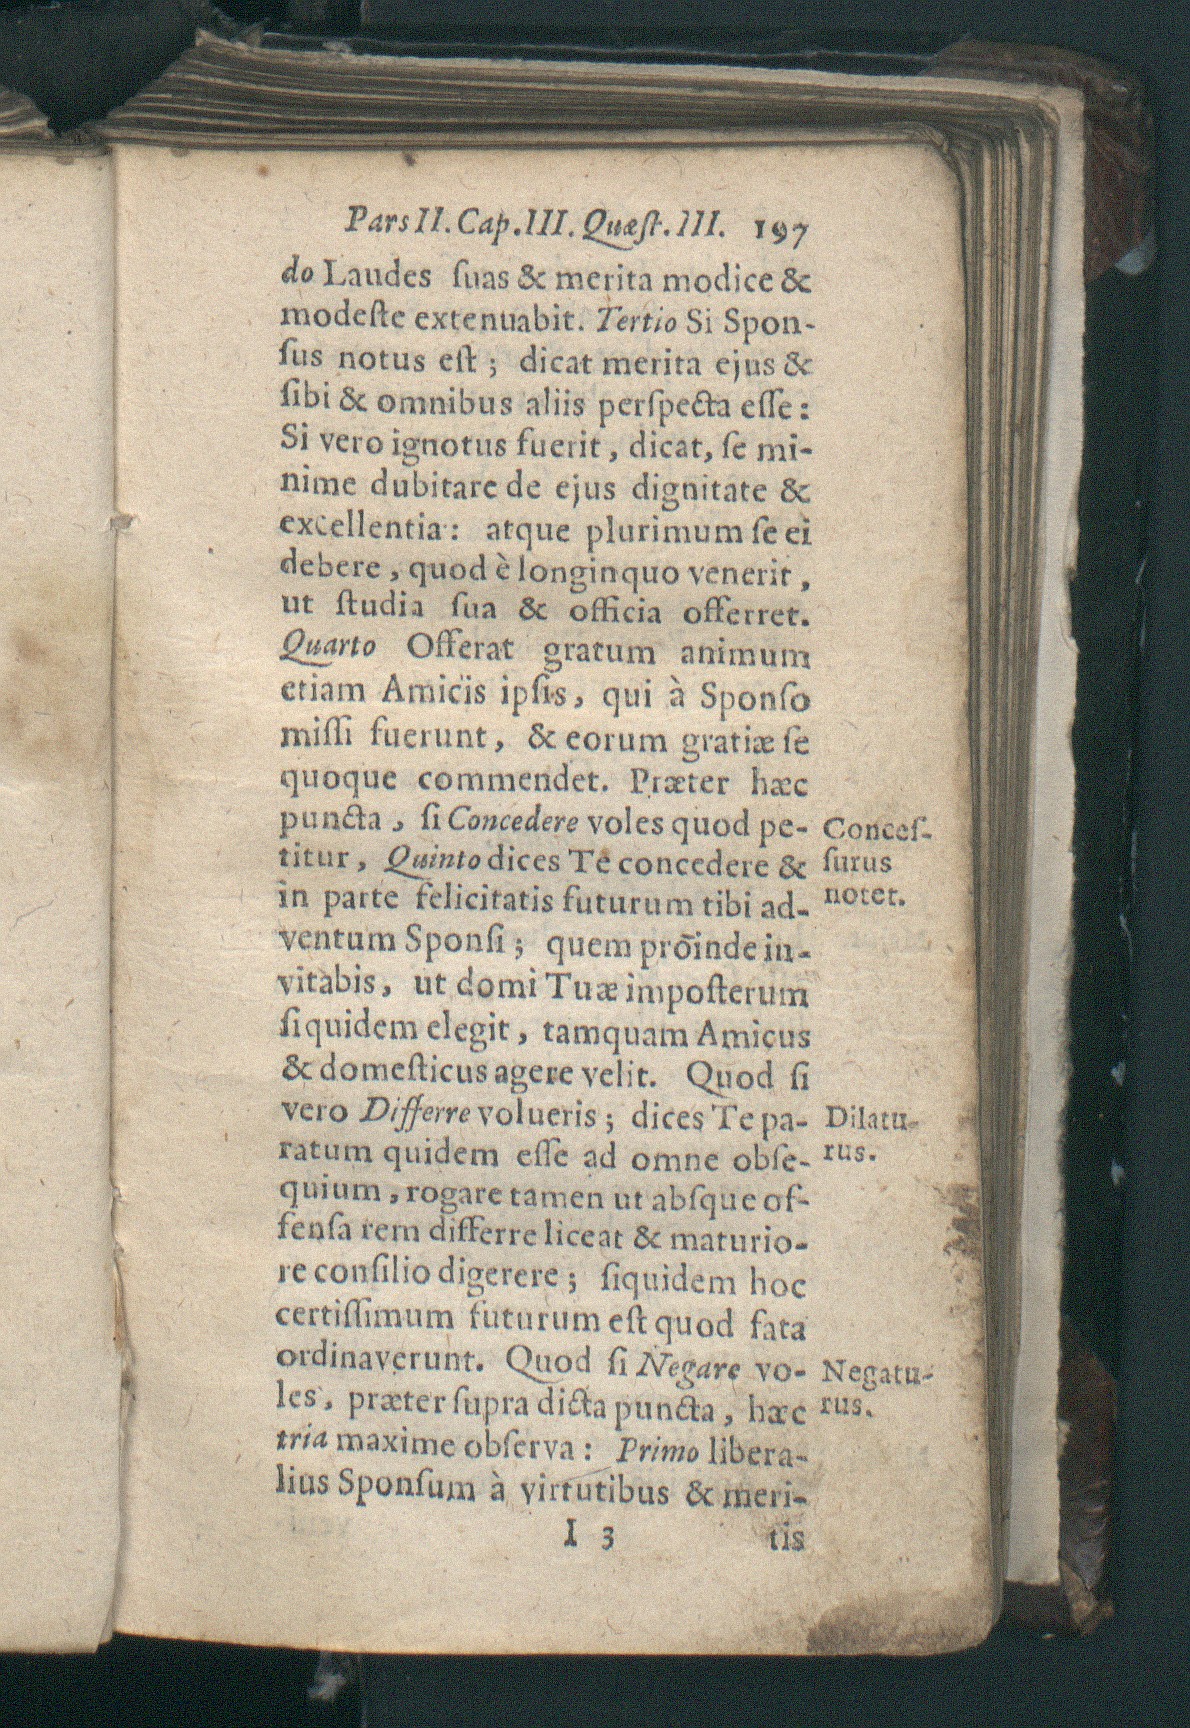 Pars II. Cap. III. Quæſt. III. 197
do Laudes ſuas & merita modice &
modeſte extenuabit. Tertio Si Spon-
ſus notus eſt; dicat merita ejus &
ſibi & omnibus aliis perſpecta eſſe:
Si vero ignotus fuerit, dicat, ſe mi-
nime dubitare de ejus dignitate &
excellentia: atque plurimum ſe ei
debere, quod è longinquo venerit,
ut ſtudia ſua & officia offerret.
Quarto Offerat gratum animum
etiam Amicis ipſis, qui à Sponſo
miſſi fuerunt, & eorum gratiæ ſe
quoque commendet. Præter hæc
puncta, ſi Concedere voles quod pe-
titur, Quinto dices Te concedere &
in parte felicitatis futurum tibi ad-
ventum Sponſi; quem proinde in-
vitabis, ut domi Tuæ impoſterum
ſiquidem elegit, tamquam Amicus
& domeſticus agere velit. Quod ſi
vero Differre volueris; dices Te pa-
ratum quidem eſſe ad omne obſe-
quium, rogare tamen ut abſque of-
fenſa rem differre liceat & maturio-
re conſilio digerere; ſiquidem hoc
certiſſimum futurum eſt quod fata
ordinaverunt. Quod ſi Negare vo-
les, præter ſupra dicta puncta, hæc
tria maxime obſerva: Primo libera-
lius Sponſum à virtutibus & meri-
I 3 tis
Conceſ-
ſurus
notet.
Dilatu-
rus.
Negatu-
rus.